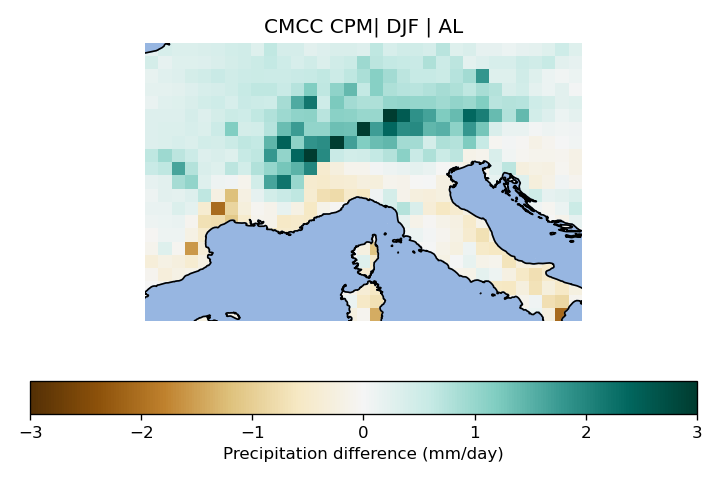 CMCC CPM| DJF | AL
−3 −2 −1 0 1 2 3
Precipitation difference (mm/day)